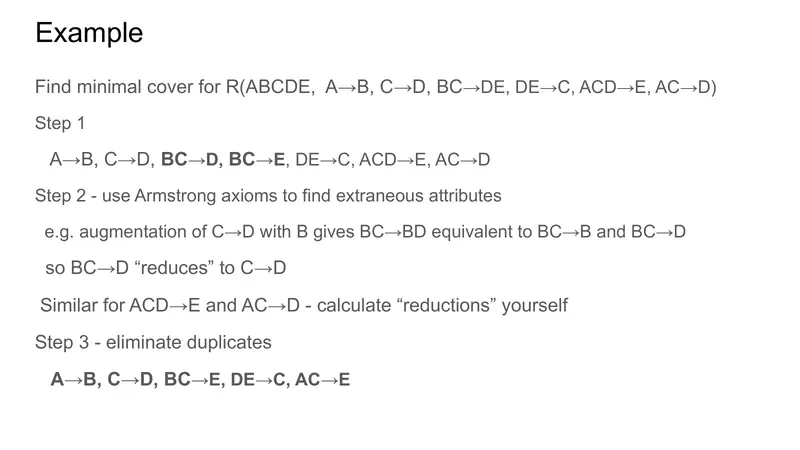 Example
Find minimal cover for R(ABCDE,  A→B, C→D, BC→DE, DE→C, ACD→E, AC→D)
Step 1
A→B, C→D, BC→D, BC→E, DE→C, ACD→E, AC→D
Step 2 - use Armstrong axioms to find extraneous attributes
e.g. augmentation of C→D with B gives BC→BD equivalent to BC→B and BC→D
so BC→D “reduces” to C→D
Similar for ACD→E and AC→D - calculate “reductions” yourself
Step 3 - eliminate duplicates
A→B, C→D, BC→E, DE→C, AC→E